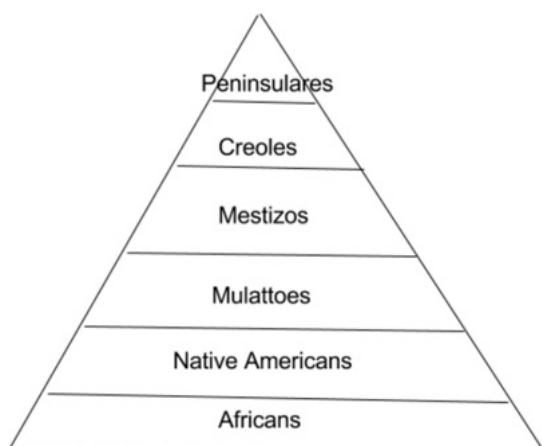 Peninsulares
Creoles
Mestizos
Mulattoes
Native Americans
Africans